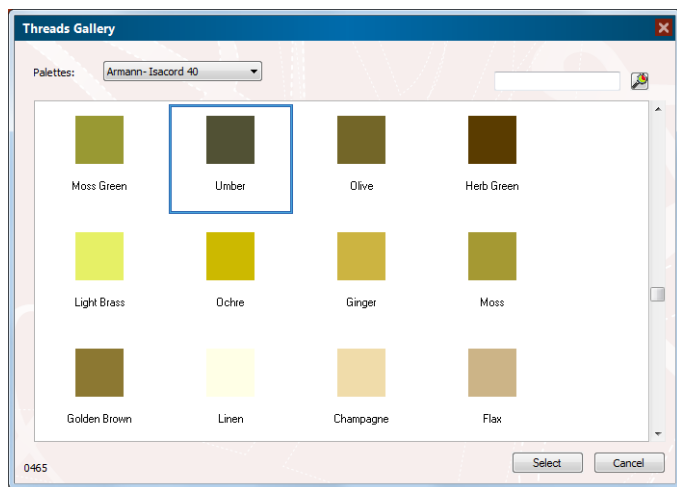 Threads Gallery
Palettes: Armann- Isacord 40
Moss Green Umber Olive Herb Green
Light Brass Ochre Ginger Moss
Golden Brown Linen Champagne Flax
0465 Select Cancel